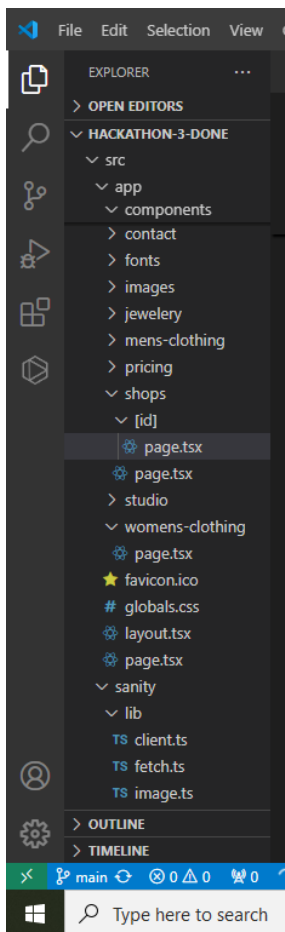 File Edit Selection View
EXPLORER ...
OPEN EDITORS
HACKATHON-3-DONE
src
app
components
contact
fonts
images
jewelery
mens-clothing
pricing
shops
[id]
page.tsx
page.tsx
studio
womens-clothing
page.tsx
favicon.ico
# globals.css
layout.tsx
page.tsx
sanity
lib
TS client.ts
TS fetch.ts
TS image.ts
OUTLINE
TIMELINE
main 0 0 0
Type here to search